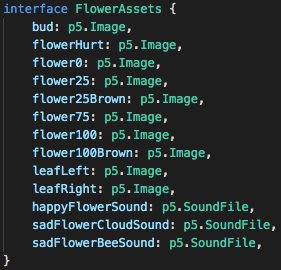 interface FlowerAssets {
    bud: p5.Image,
    flowerHurt: p5.Image,
    flower0: p5.Image,
    flower25: p5.Image,
    flower25Brown: p5.Image,
    flower75: p5.Image,
    flower100: p5.Image,
    flower100Brown: p5.Image,
    leafLeft: p5.Image,
    leafRight: p5.Image,
    happyFlowerSound: p5.SoundFile,
    sadFlowerCloudSound: p5.SoundFile,
    sadFlowerBeeSound: p5.SoundFile,
}